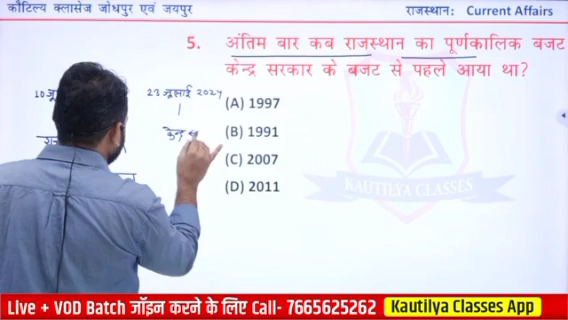 कौटिल्य क्लासेज जोधपुर एवं जयपुर
राजस्थान: Current Affairs
5. अंतिम बार कब राजस्थान का पूर्णकालिक बजट
केन्द्र सरकार के बजट से पहले आया था?
23 जुलाई 2024
(A) 1997
(B) 1991
(C) 2007
(D) 2011
KAUTILYA CLASSES
Live + VOD Batch जॉइन करने के लिए Call- 7665625262
Kautilya Classes App